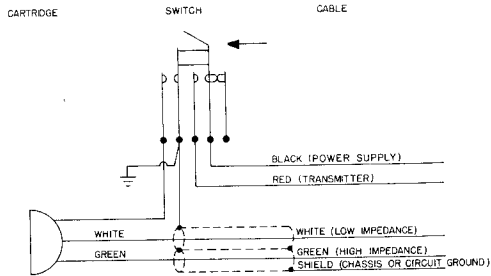 CARTRIDGE
SWITCH
CABLE
BLACK (POWER SUPPLY)
RED (TRANSMITTER)
WHITE
WHITE (LOW IMPEDANCE)
GREEN
GREEN (HIGH IMPEDANCE)
SHIELD (CHASSIS OR CIRCUIT GROUND)